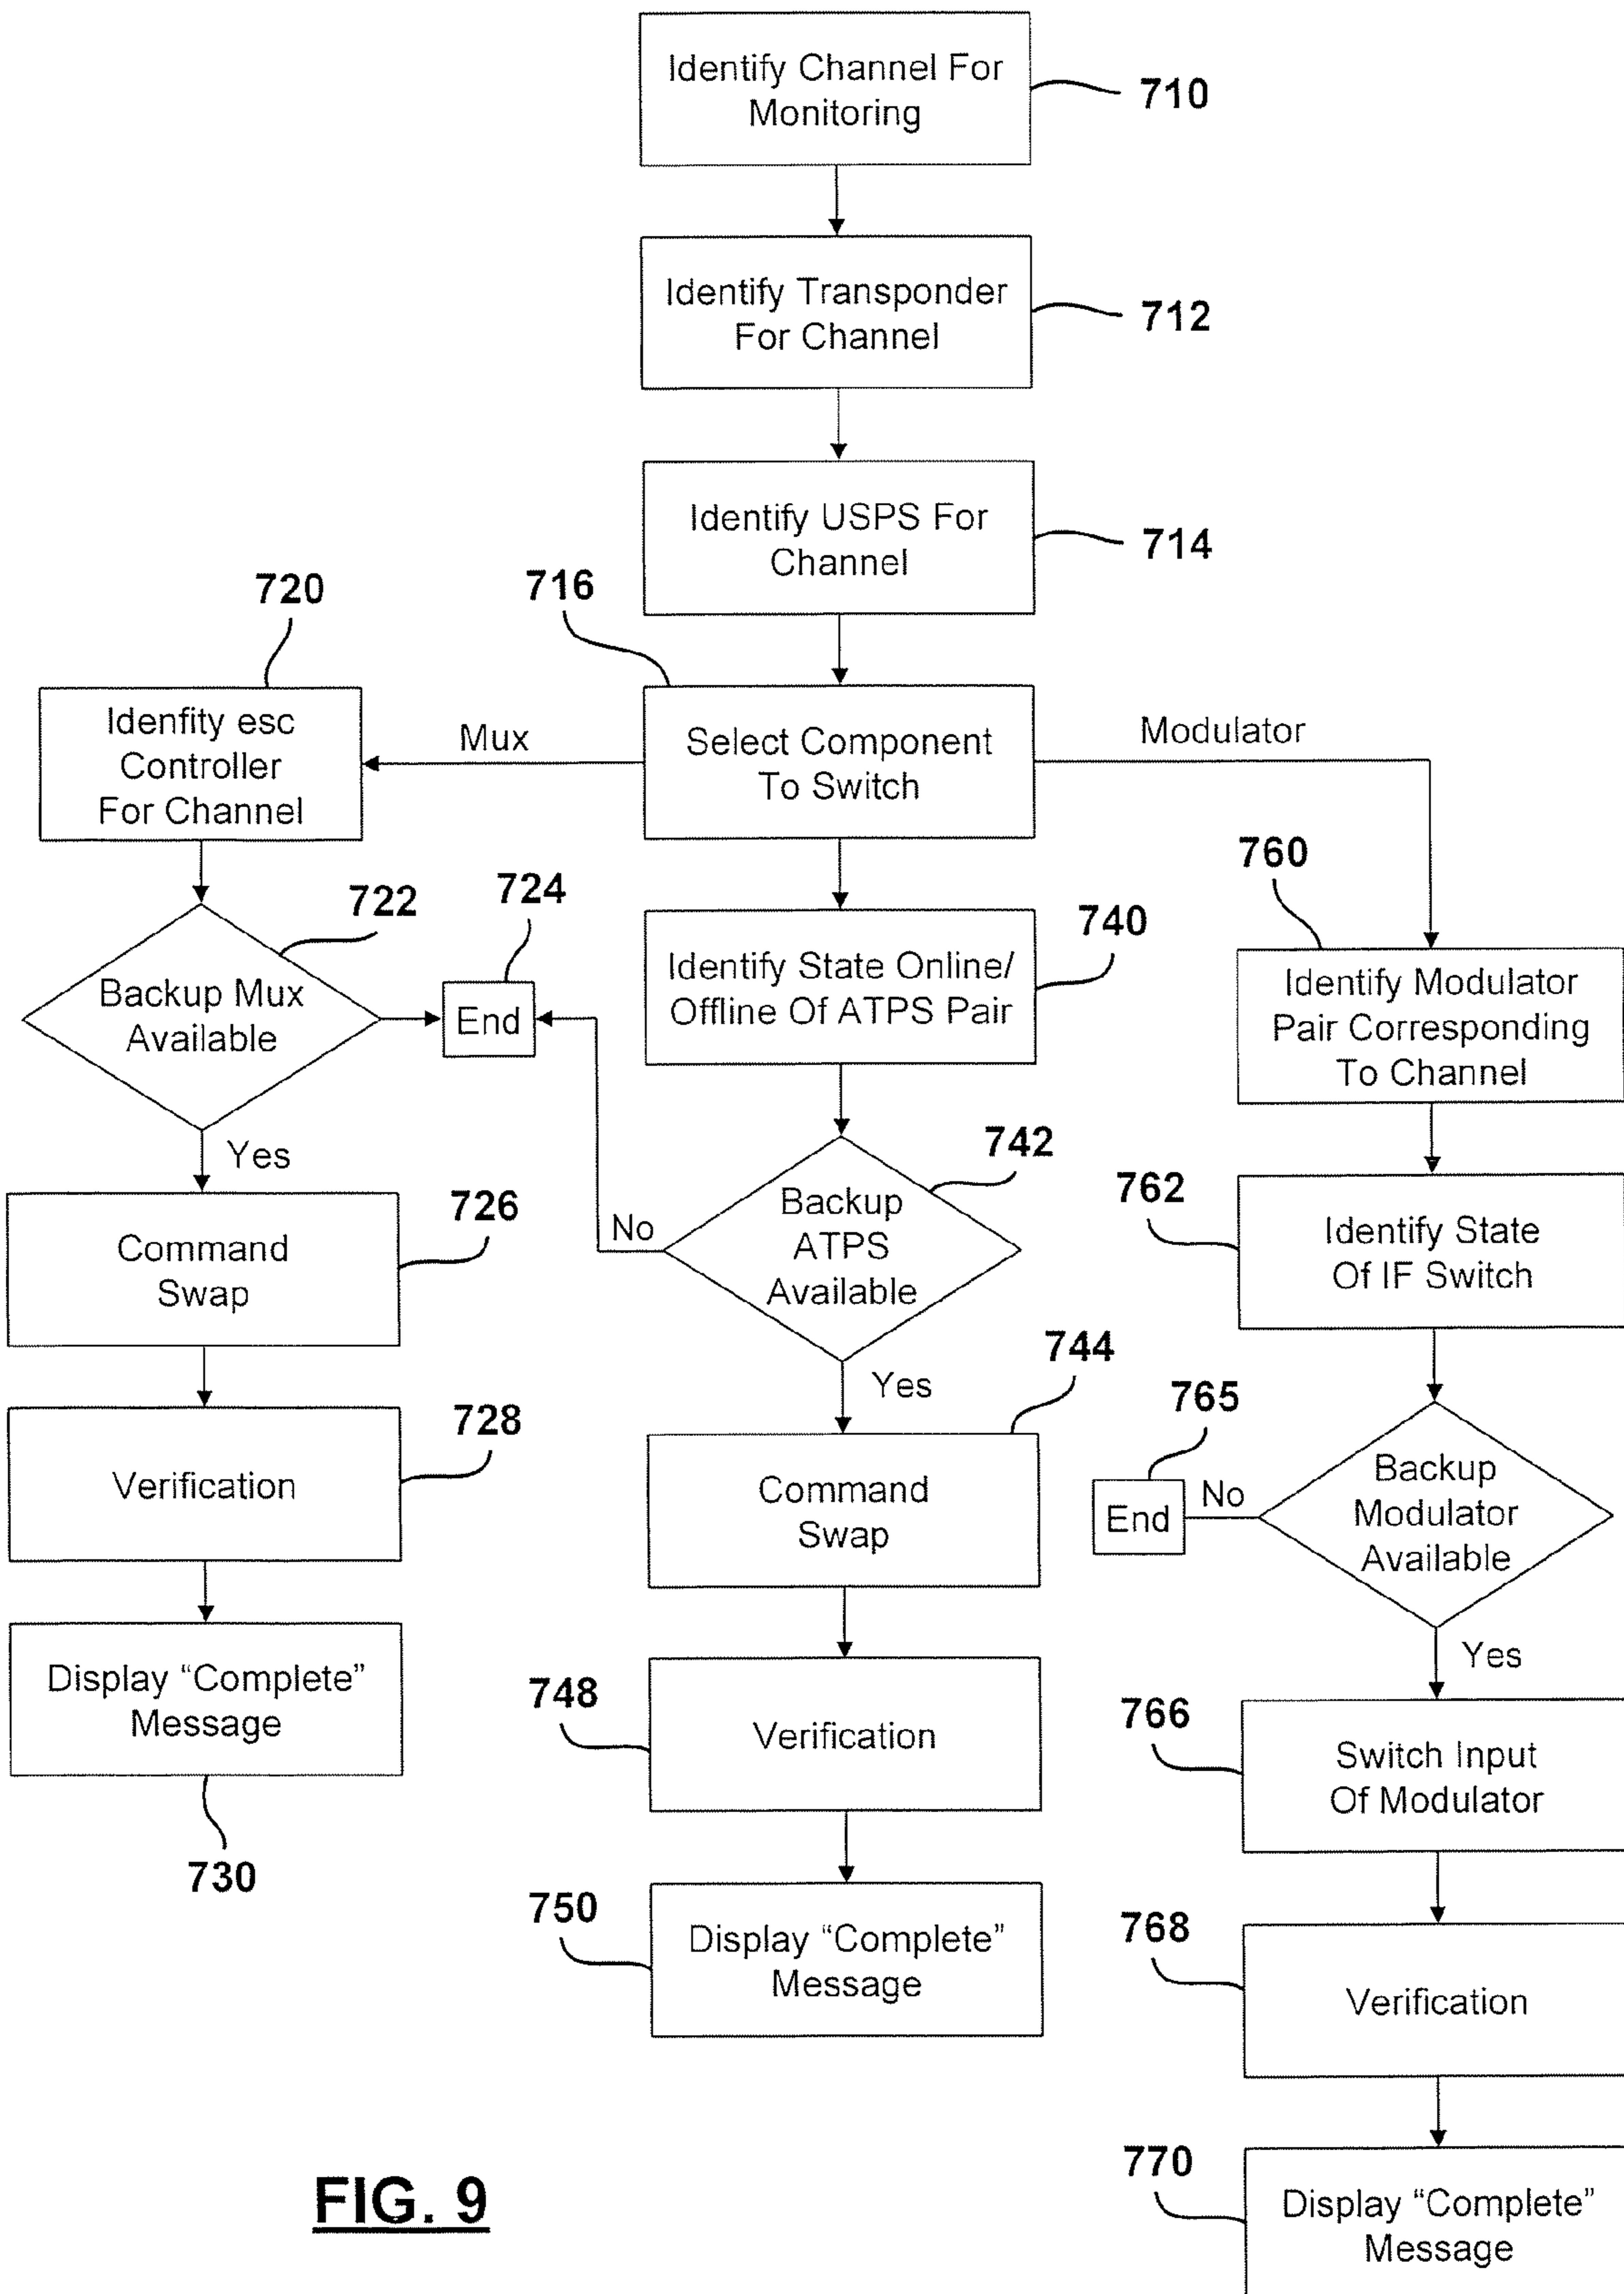 Identify Channel For
Monitoring
710
Identify Transponder
For Channel
712
Identify USPS For
Channel
714
716
Select Component
To Switch
Mux
Modulator
720
Idenfity esc
Controller
For Channel
722
Backup Mux
Available
724
End
Yes
726
Command
Swap
728
Verification
Display “Complete”
Message
730
740
Identify State Online/
Offline Of ATPS Pair
742
Backup
ATPS
Available
No
Yes
744
Command
Swap
748
Verification
750
Display “Complete”
Message
760
Identify Modulator
Pair Corresponding
To Channel
762
Identify State
Of IF Switch
Backup
Modulator
Available
765
End
No
Yes
766
Switch Input
Of Modulator
768
Verification
770
Display “Complete”
Message
FIG. 9